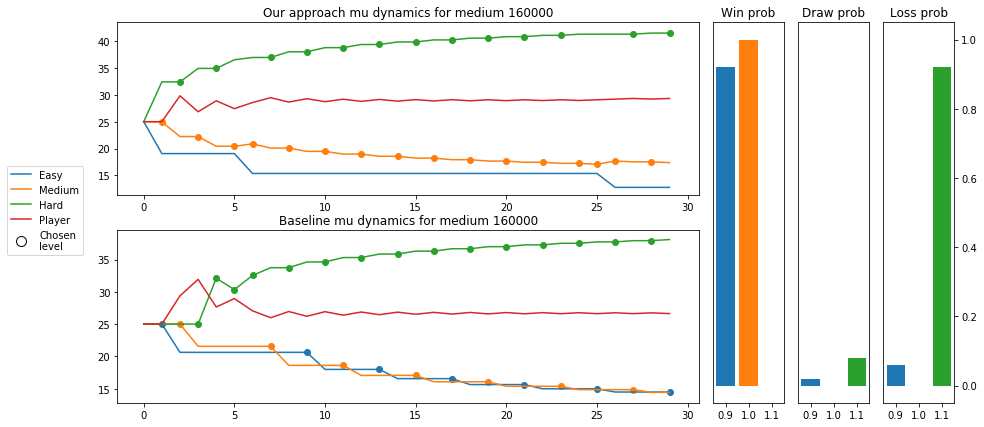 Our approach mu dynamics for medium 160000
40
35
30
25
20
15
0 5 10 15 20 25 30
Baseline mu dynamics for medium 160000
35
30
25
20
15
0 5 10 15 20 25 30
Easy
Medium
Hard
Player
Chosen
level
Win prob
0.9 1.0 1.1
Draw prob
0.9 1.0 1.1
Loss prob
1.0
0.8
0.6
0.4
0.2
0.0
0.9 1.0 1.1